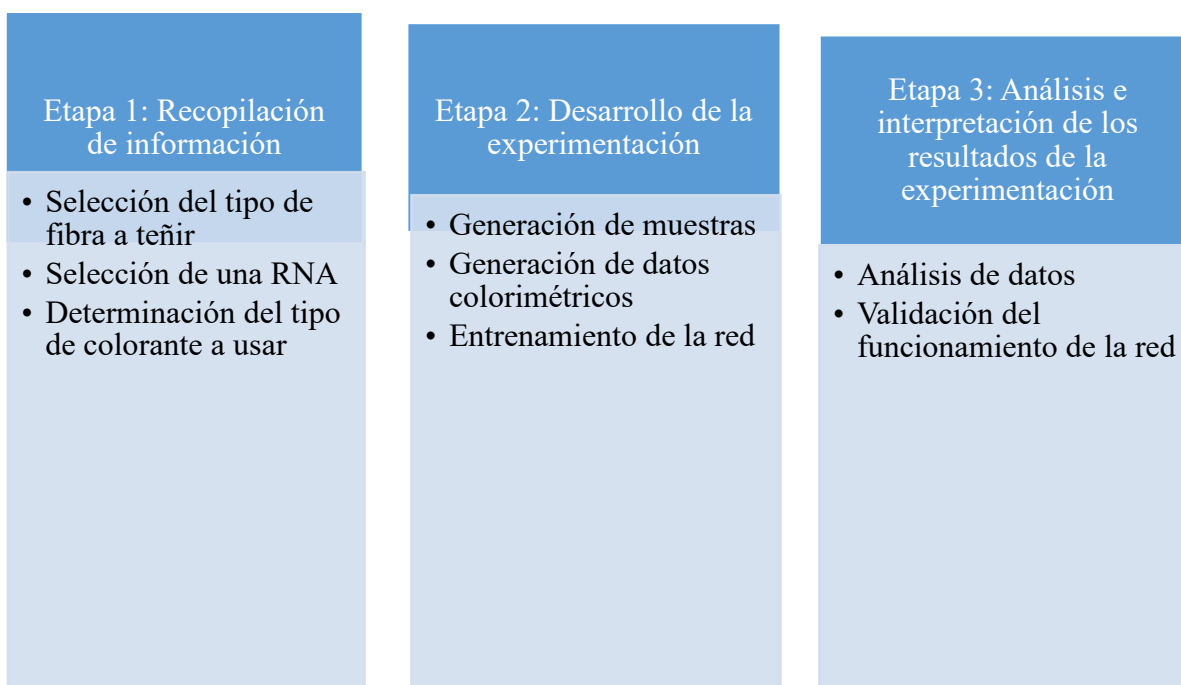 Etapa 1: Recopilación
de información
• Selección del tipo de
fibra a teñir
• Selección de una RNA
• Determinación del tipo
de colorante a usar
Etapa 2: Desarrollo de la
experimentación
• Generación de muestras
• Generación de datos
colorimétricos
• Entrenamiento de la red
Etapa 3: Análisis e
interpretación de los
resultados de la
experimentación
• Análisis de datos
• Validación del
funcionamiento de la red